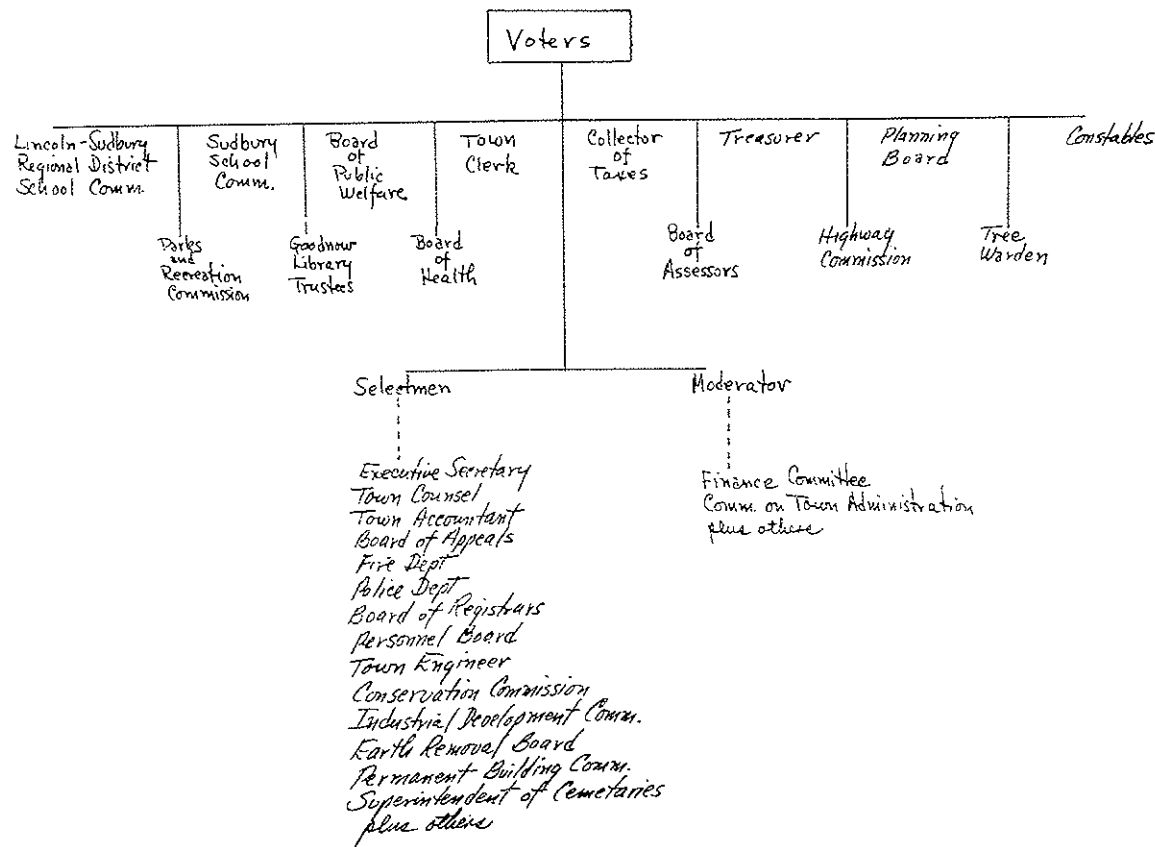 Voters
Lincoln-Sudbury
Regional District
School Comm.
Sudbury
School
Comm.
Board
of
Public
Welfare
Town
Clerk
Collector
of
Taxes
Treasurer
Planning
Board
Constables
Parks
and
Recreation
Commission
Goodnow
Library
Trustees
Board
of
Health
Board
of
Assessors
Highway
Commission
Tree
Warden
Selectmen
Executive Secretary
Town Counsel
Town Accountant
Board of Appeals
Fire Dept
Police Dept
Board of Registrars
Personnel Board
Town Engineer
Conservation Commission
Industrial Development Comm.
Earth Removal Board
Permanent Building Comm.
Superintendent of Cemetaries
plus others
Moderator
Finance Committee
Comm. on Town Administration
plus others